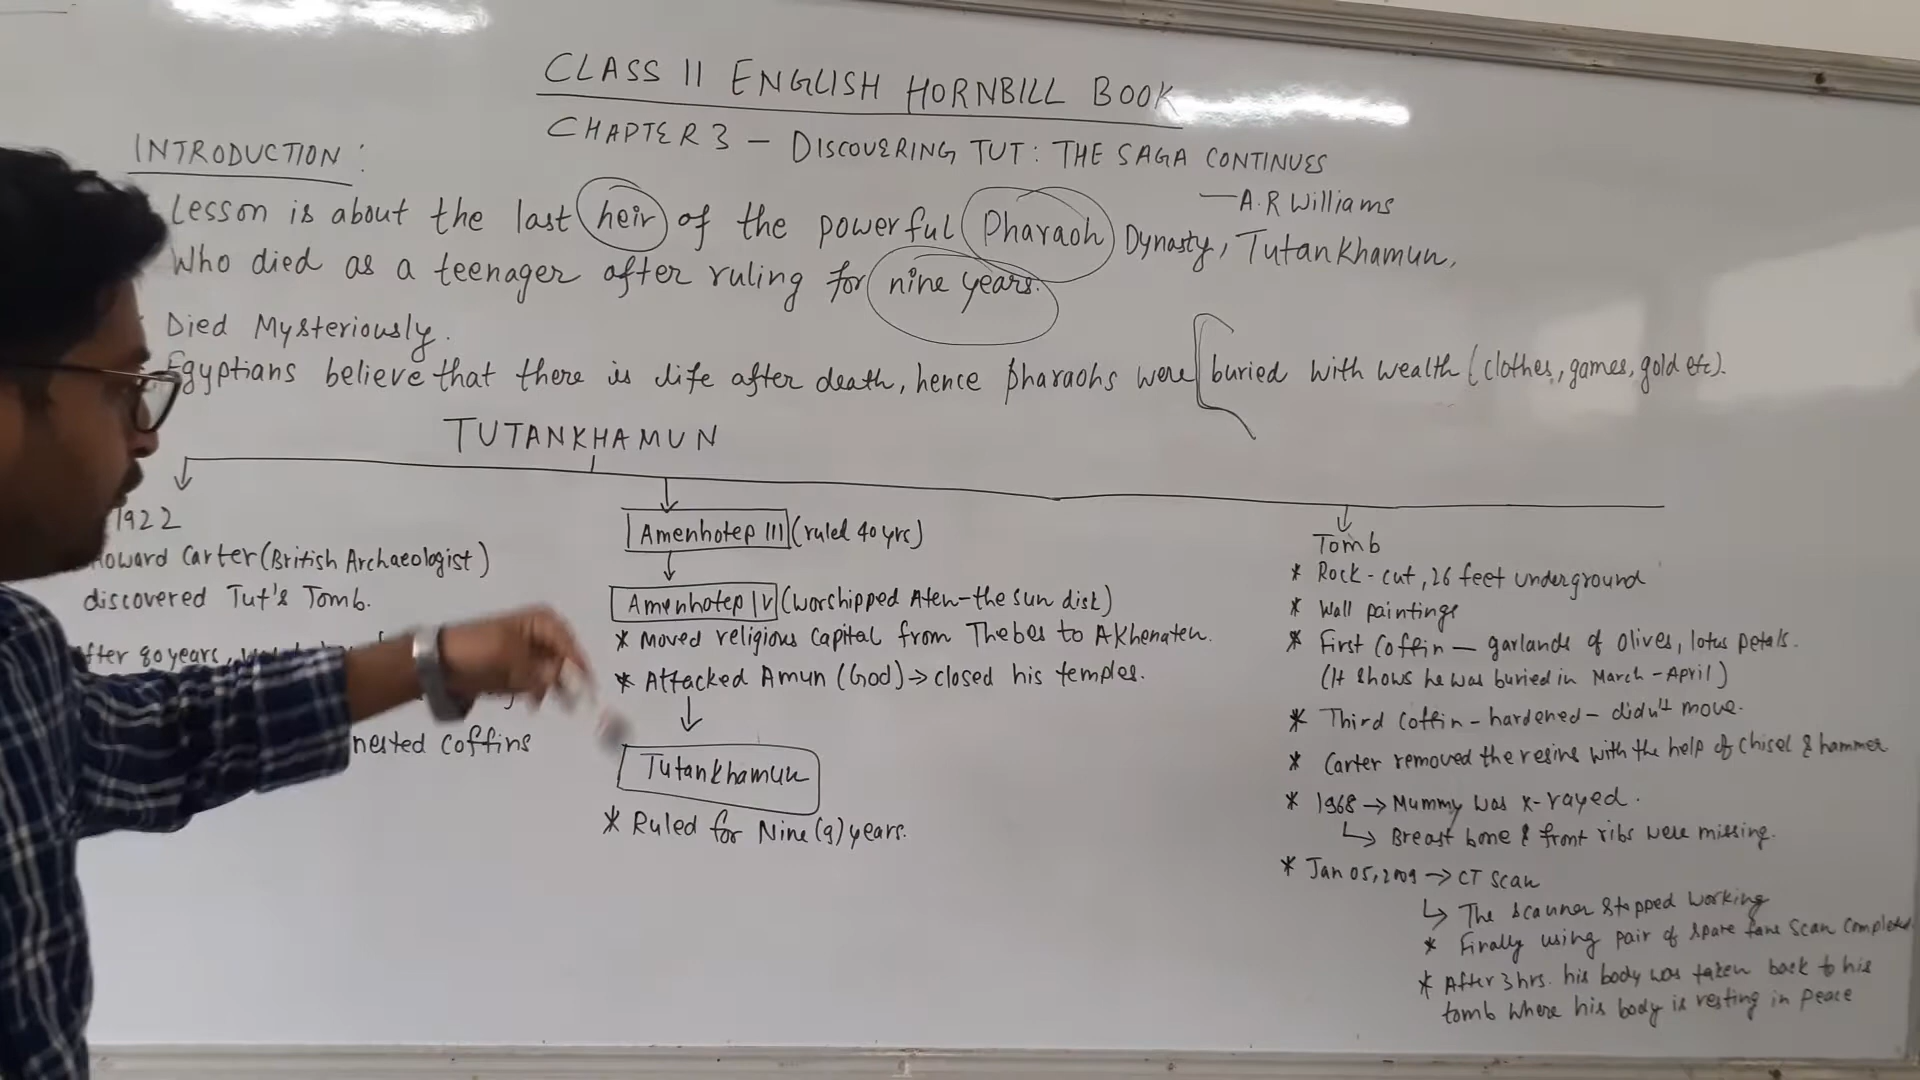 CLASS 11 ENGLISH HORNBILL BOOK
CHAPTER 3 – DISCOVERING TUT : THE SAGA CONTINUES
— A.R Williams
INTRODUCTION :
Lesson is about the last heir of the powerful Pharaoh Dynasty, Tutankhamun,
Who died as a teenager after ruling for nine years.
Died Mysteriously.
Egyptians believe that there is life after death, hence pharaohs were buried with wealth (clothes, games, gold etc).
TUTANKHAMUN
1922
Howard Carter (British Archaeologist)
discovered Tut's Tomb.
After 80 years,
nested coffins
Amenhotep III (ruled 40 yrs)
Amenhotep IV (worshipped Aten – the sun disk)
* Moved religious capital from Thebes to Akhenaten.
* Attacked Amun (God) → closed his temples.
Tutankhamun
* Ruled for Nine (9) years.
Tomb
* Rock-cut, 26 feet underground
* Wall paintings
* First Coffin — garlands of olives, lotus petals.
(It shows he was buried in March - April)
* Third Coffin - hardened - didn't move.
* Carter removed the resins with the help of chisel & hammer
* 1968 → Mummy was x-rayed.
↳ Breast bone & front ribs were missing.
* Jan 05, 2009 → CT Scan
↳ The scanner stopped working
* Finally using pair of spare fans scan completed
* After 3 hrs. his body was taken back to his
tomb where his body is resting in peace